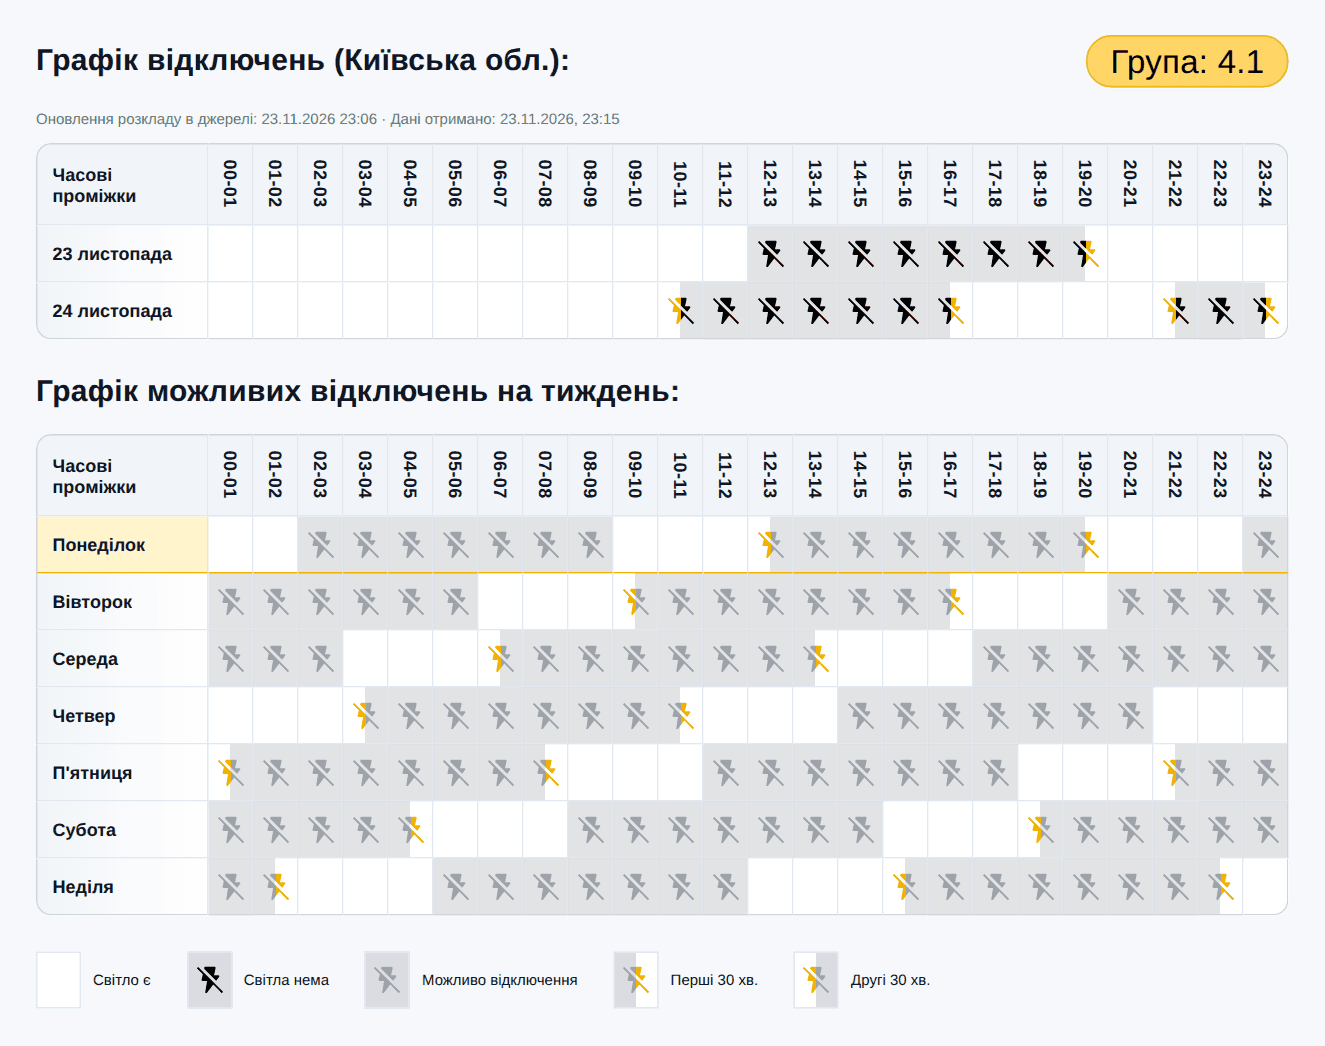 Графік відключень (Київська обл.):
Група: 4.1
Оновлення розкладу в джерелі: 23.11.2026 23:06 · Дані отримано: 23.11.2026, 23:15
Часові проміжки 00-01 01-02 02-03 03-04 04-05 05-06 06-07 07-08 08-09 09-10 10-11 11-12 12-13 13-14 14-15 15-16 16-17 17-18 18-19 19-20 20-21 21-22 22-23 23-24
23 листопада
24 листопада
Графік можливих відключень на тиждень:
Часові проміжки 00-01 01-02 02-03 03-04 04-05 05-06 06-07 07-08 08-09 09-10 10-11 11-12 12-13 13-14 14-15 15-16 16-17 17-18 18-19 19-20 20-21 21-22 22-23 23-24
Понеділок
Вівторок
Середа
Четвер
П'ятниця
Субота
Неділя
Світло є Світла нема Можливо відключення Перші 30 хв. Другі 30 хв.